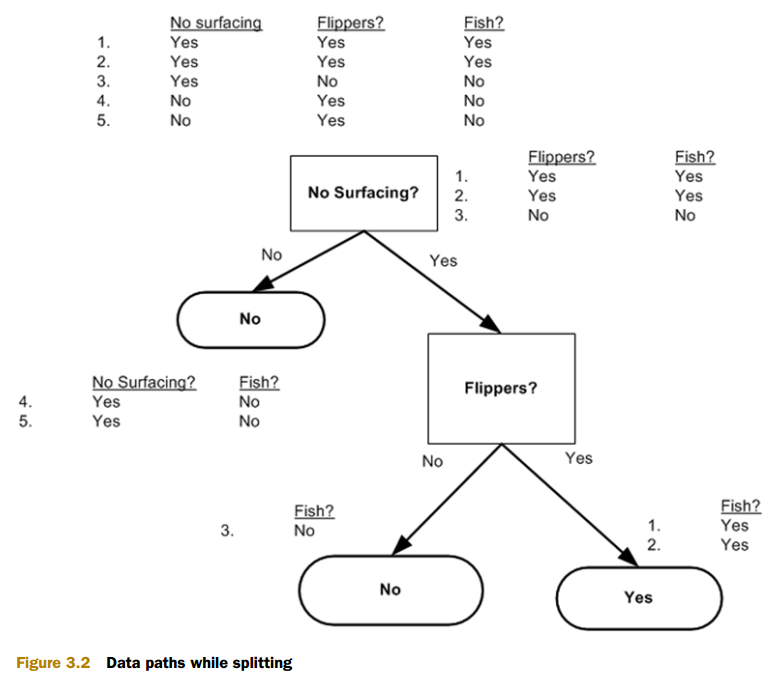 No surfacing Flippers? Fish?
1. Yes Yes Yes
2. Yes Yes Yes
3. Yes No No
4. No Yes No
5. No Yes No
Flippers? Fish?
1. Yes Yes
2. Yes Yes
3. No No
No Surfacing?
No Yes
No
No Surfacing? Fish?
4. Yes No
5. Yes No
Flippers?
No Yes
Fish?
3. No
Fish?
1. Yes
2. Yes
No
Yes
Figure 3.2 Data paths while splitting